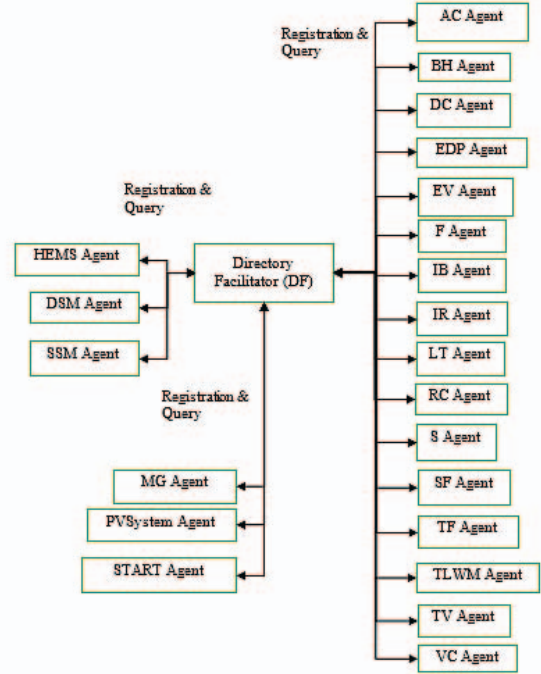 Registration &
Query
AC Agent
BH Agent
DC Agent
EDP Agent
EV Agent
F Agent
IB Agent
IR Agent
LT Agent
RC Agent
S Agent
SF Agent
TF Agent
TLWM Agent
TV Agent
VC Agent
Registration &
Query
HEMS Agent
DSM Agent
SSM Agent
Directory
Facilitator (DF)
Registration &
Query
MG Agent
PVSystem Agent
START Agent